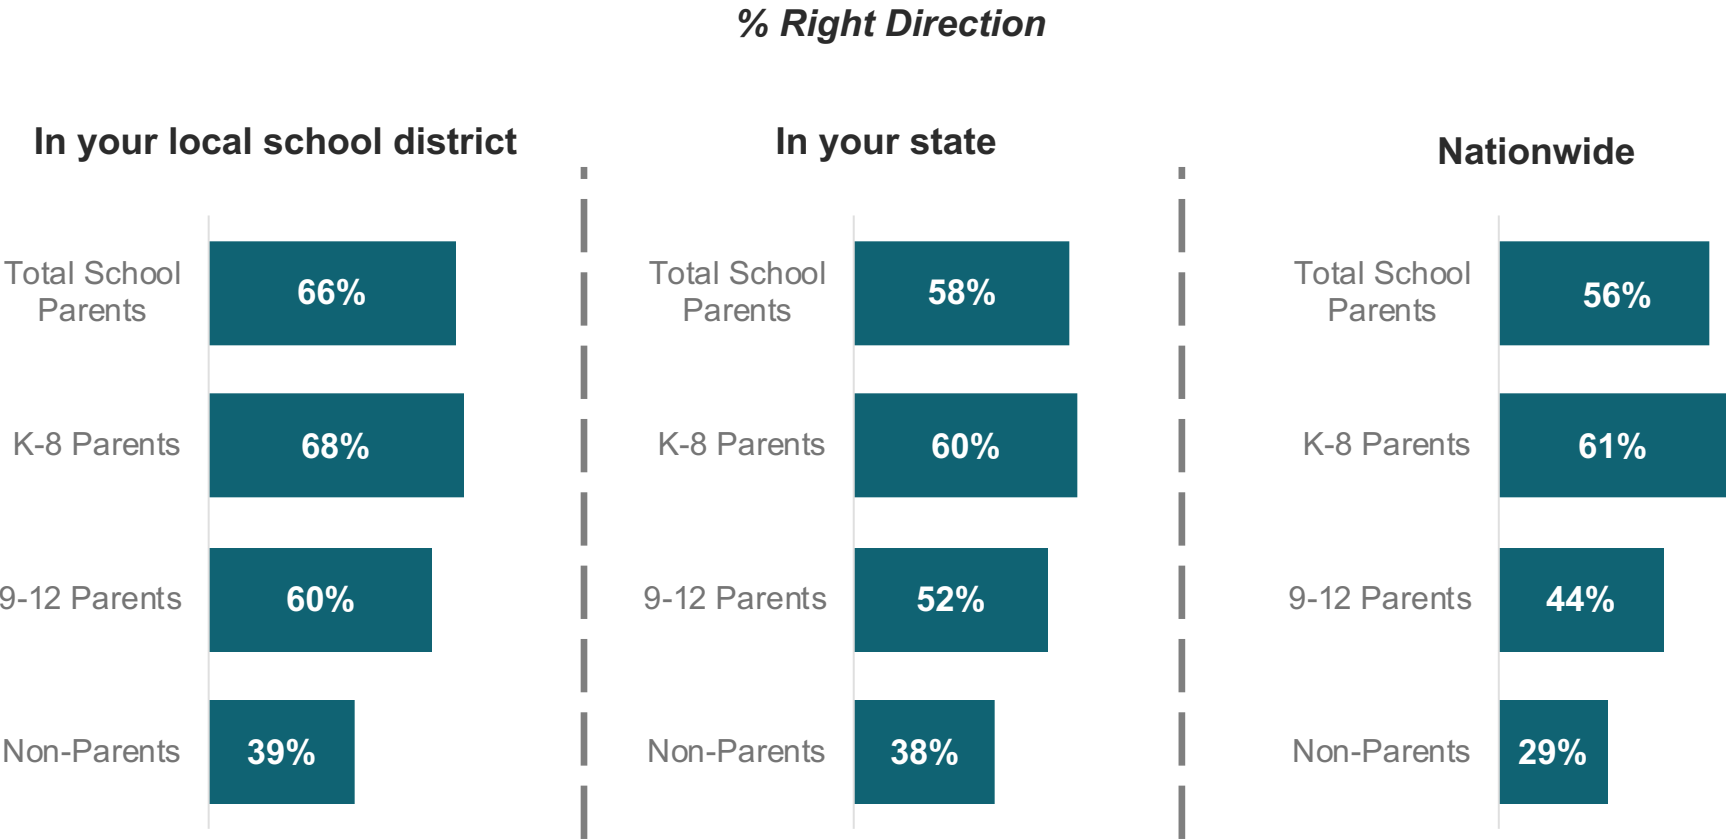 % Right Direction
In your local school district
Total School
Parents
66%
K-8 Parents
68%
9-12 Parents
60%
Non-Parents
39%
In your state
Total School
Parents
58%
K-8 Parents
60%
9-12 Parents
52%
Non-Parents
38%
Nationwide
Total School
Parents
56%
K-8 Parents
61%
9-12 Parents
44%
Non-Parents
29%